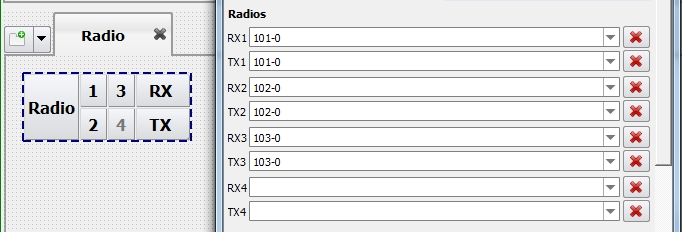 Radio
Radio
1 3 RX
2 4 TX
Radios
RX1 101-0
TX1 101-0
RX2 102-0
TX2 102-0
RX3 103-0
TX3 103-0
RX4
TX4